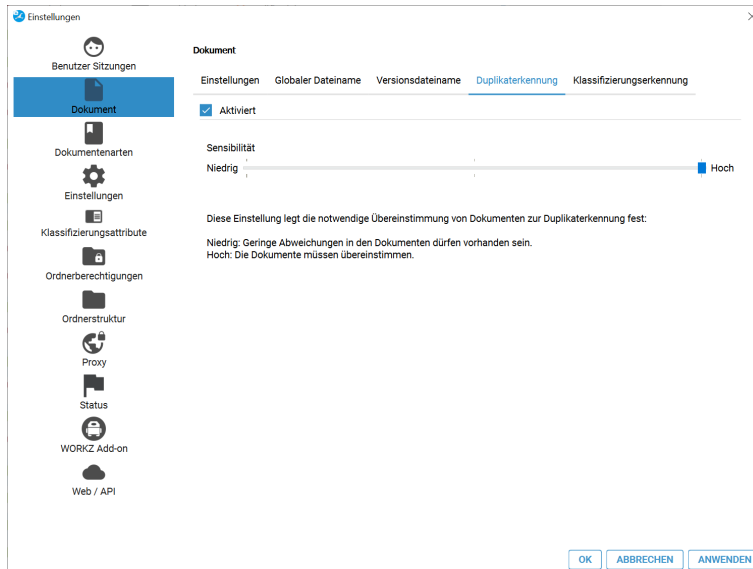 Einstellungen
Benutzer Sitzungen
Dokument
Dokumentenarten
Einstellungen
Klassifizierungsattribute
Ordnerberechtigungen
Ordnerstruktur
Proxy
Status
WORKZ Add-on
Web / API
Dokument
Einstellungen Globaler Dateiname Versionsdateiname Duplikaterkennung Klassifizierungserkennung
Aktiviert
Sensibilität
Niedrig Hoch
Diese Einstellung legt die notwendige Übereinstimmung von Dokumenten zur Duplikaterkennung fest:
Niedrig: Geringe Abweichungen in den Dokumenten dürfen vorhanden sein.
Hoch: Die Dokumente müssen übereinstimmen.
OK ABBRECHEN ANWENDEN